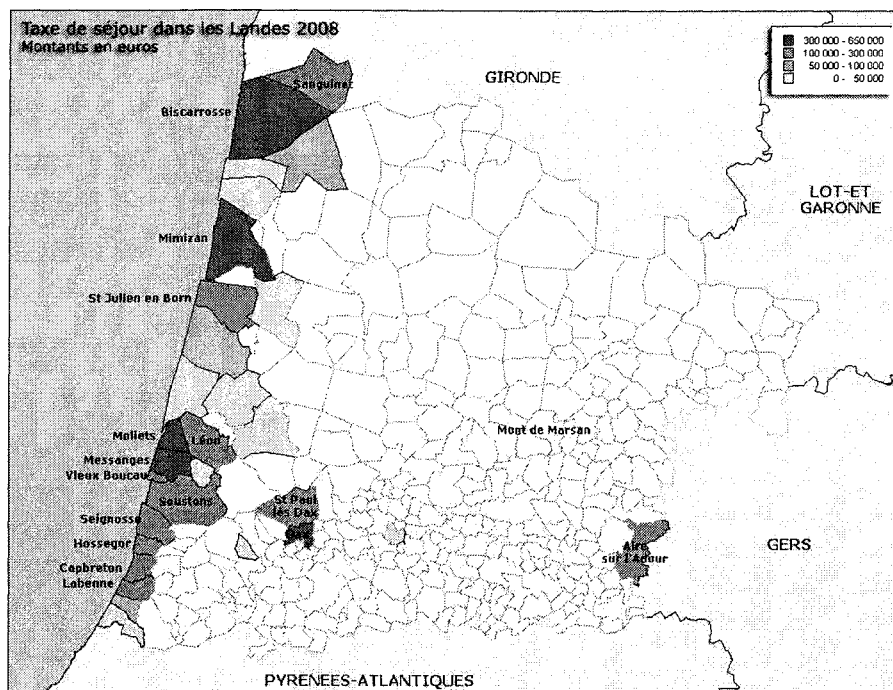 Taxe de séjour dans les Landes 2008
Montants en euros
300 000 - 650 000
100 000 - 300 000
50 000 - 100 000
0 - 50 000
GIRONDE
Sanguinet
Biscarrosse
LOT-ET
GARONNE
Mimizan
St Julien en Born
Moliets
Léon
Mont de Marsan
Messanges
Vieux Boucau
Soustons
St Paul
lès Dax
Seignosse
Dax
Hossegor
Aire
sur l'Adour
GERS
Capbreton
Labenne
PYRENEES-ATLANTIQUES